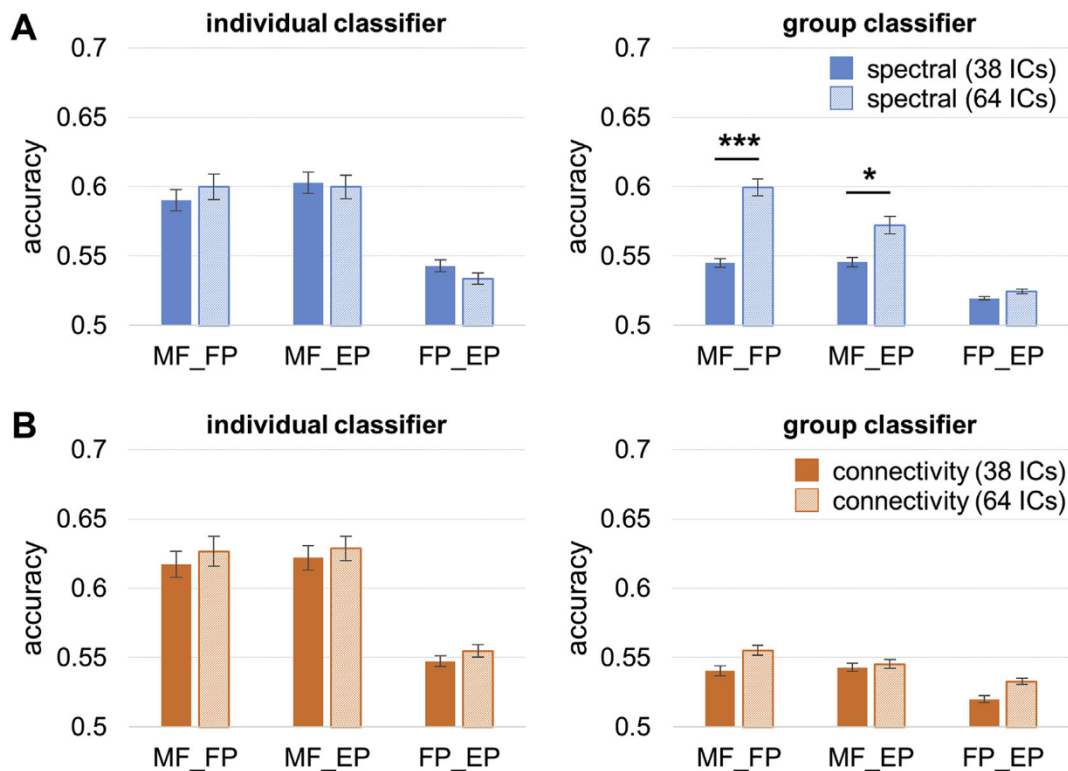 A
individual classifier
group classifier
0.7
0.65
0.6
0.55
0.5
accuracy
MF_FP
MF_EP
FP_EP
0.7
0.65
0.6
0.55
0.5
accuracy
spectral (38 ICs)
spectral (64 ICs)
***
*
MF_FP
MF_EP
FP_EP
B
individual classifier
group classifier
0.7
0.65
0.6
0.55
0.5
accuracy
MF_FP
MF_EP
FP_EP
0.7
0.65
0.6
0.55
0.5
accuracy
connectivity (38 ICs)
connectivity (64 ICs)
MF_FP
MF_EP
FP_EP